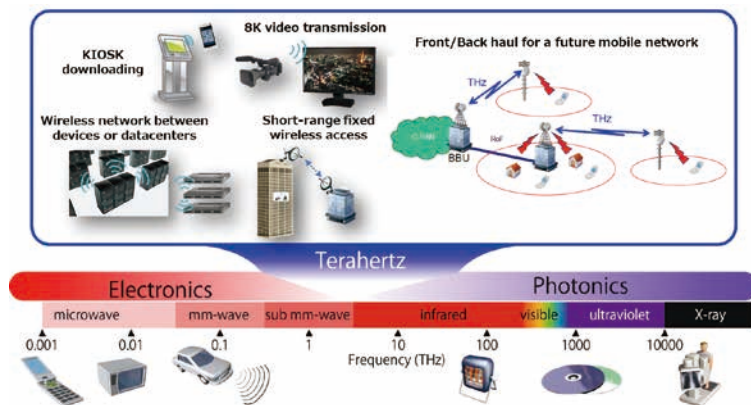 8K video transmission
KIOSK
downloading
Front/Back haul for a future mobile network
THz
THz
Wireless network between
devices or datacenters
Short-range fixed
wireless access
BBU
RoF
Terahertz
Electronics
Photonics
microwave
mm-wave
sub mm-wave
infrared
visible
ultraviolet
X-ray
0.001
0.01
0.1
1
10
100
1000
10000
Frequency (THz)